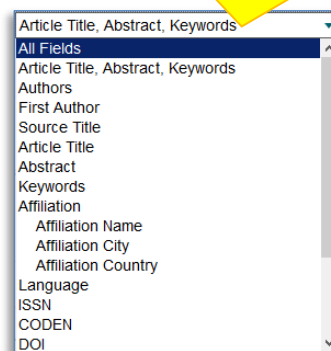 Article Title, Abstract, Keywords
All Fields
Article Title, Abstract, Keywords
Authors
First Author
Source Title
Article Title
Abstract
Keywords
Affiliation
Affiliation Name
Affiliation City
Affiliation Country
Language
ISSN
CODEN
DOI